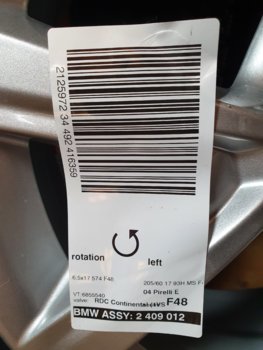 2125972 34 492 416359
rotation left
6,5x17 574 F48
205/60 17 93H MS F
04 Pirelli E
VT 6855540
valve: RDC Continental F48
BMW ASSY: 2 409 012